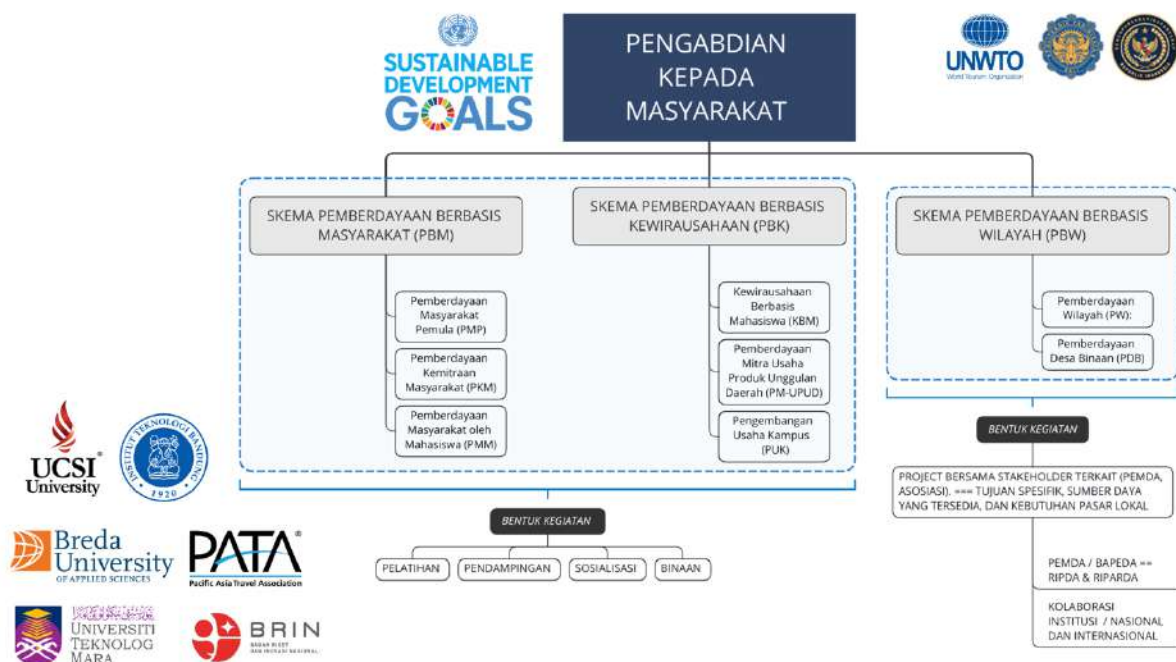 SUSTAINABLE
DEVELOPMENT
GOALS
PENGABDIAN
KEPADA
MASYARAKAT
UNWTO
World Tourism Organization
SKEMA PEMBERDAYAAN BERBASIS
MASYARAKAT (PBM)
Pemberdayaan
Masyarakat
Pemula (PMP)
Pemberdayaan
Kemitraan
Masyarakat (PKM)
Pemberdayaan
Masyarakat oleh
Mahasiswa (PMM)
SKEMA PEMBERDAYAAN BERBASIS
KEWIRAUSAHAAN (PBK)
Kewirausahaan
Berbasis
Mahasiswa (KBM)
Pemberdayaan
Mitra Usaha
Produk Unggulan
Daerah (PM-UPUD)
Pengembangan
Usaha Kampus
(PUK)
SKEMA PEMBERDAYAAN BERBASIS
WILAYAH (PBW)
Pemberdayaan
Wilayah (PW):
Pemberdayaan
Desa Binaan (PDB)
BENTUK KEGIATAN
PELATIHAN
PENDAMPINGAN
SOSIALISASI
BINAAN
BENTUK KEGIATAN
PROJECT BERSAMA STAKEHOLDER TERKAIT (PEMDA,
ASOSIASI). === TUJUAN SPESIFIK, SUMBER DAYA
YANG TERSEDIA, DAN KEBUTUHAN PASAR LOKAL
PEMDA / BAPEDA ==
RIPDA & RIPARDA
KOLABORASI
INSTITUSI / NASIONAL
DAN INTERNASIONAL
UCSI
University
INSTITUT TEKNOLOGI BANDUNG
1920
Breda
University
OF APPLIED SCIENCES
PATA
Pacific Asia Travel Association
UNIVERSITI
TEKNOLOG
MARA
BRIN